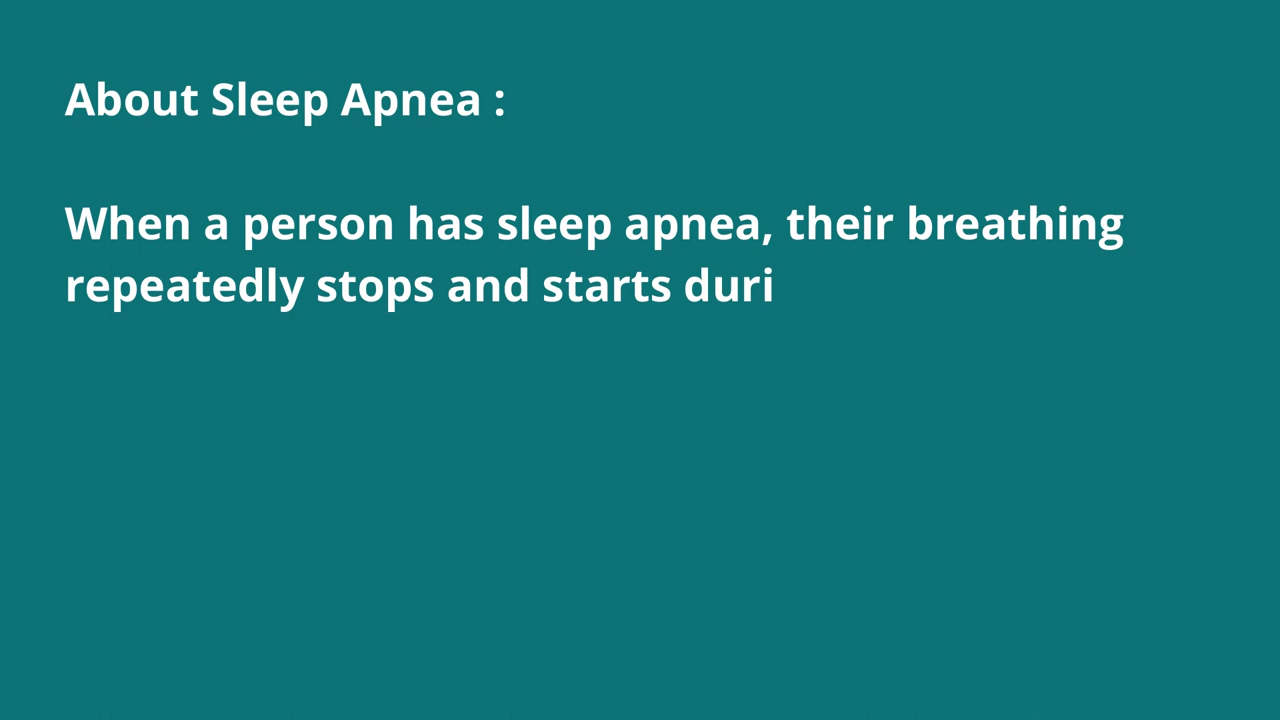 About Sleep Apnea :
When a person has sleep apnea, their breathing
repeatedly stops and starts duri